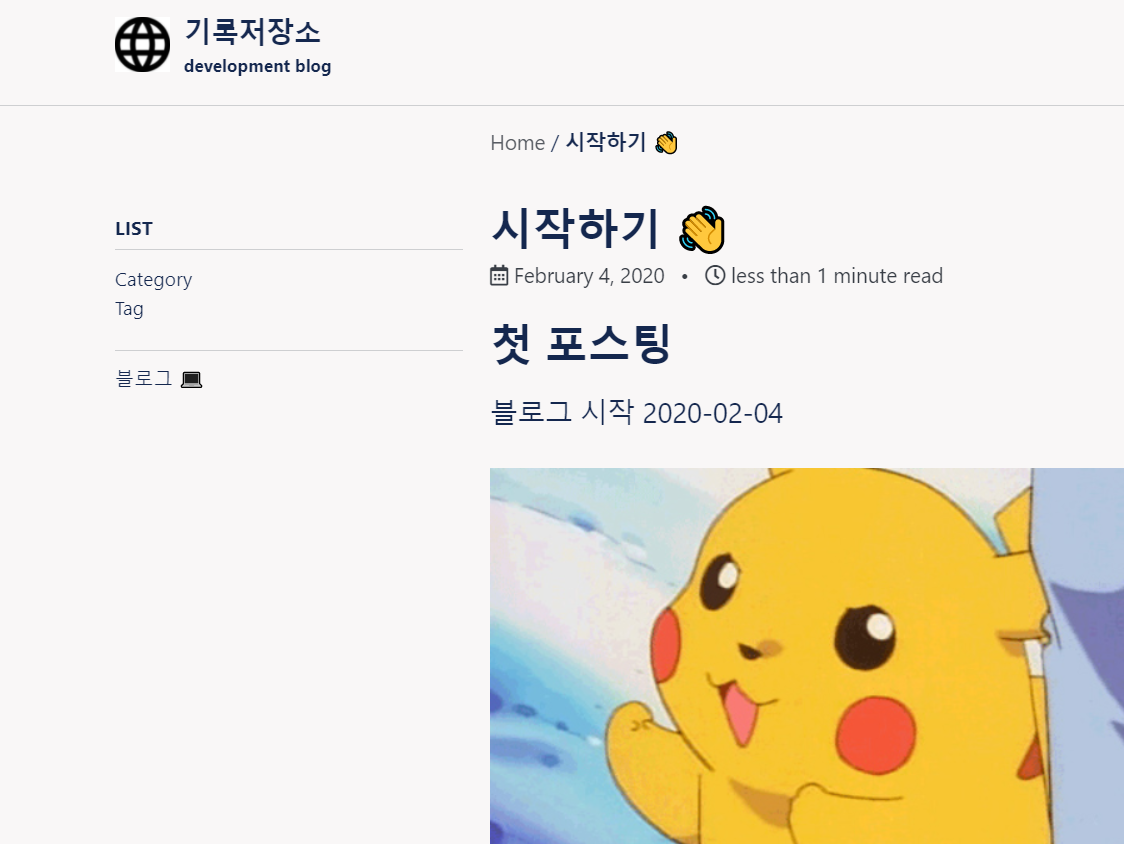 기록저장소
development blog
Home / 시작하기 👏
LIST
Category
Tag
블로그 💻
시작하기 👏
February 4, 2020 • less than 1 minute read
첫 포스팅
블로그 시작 2020-02-04